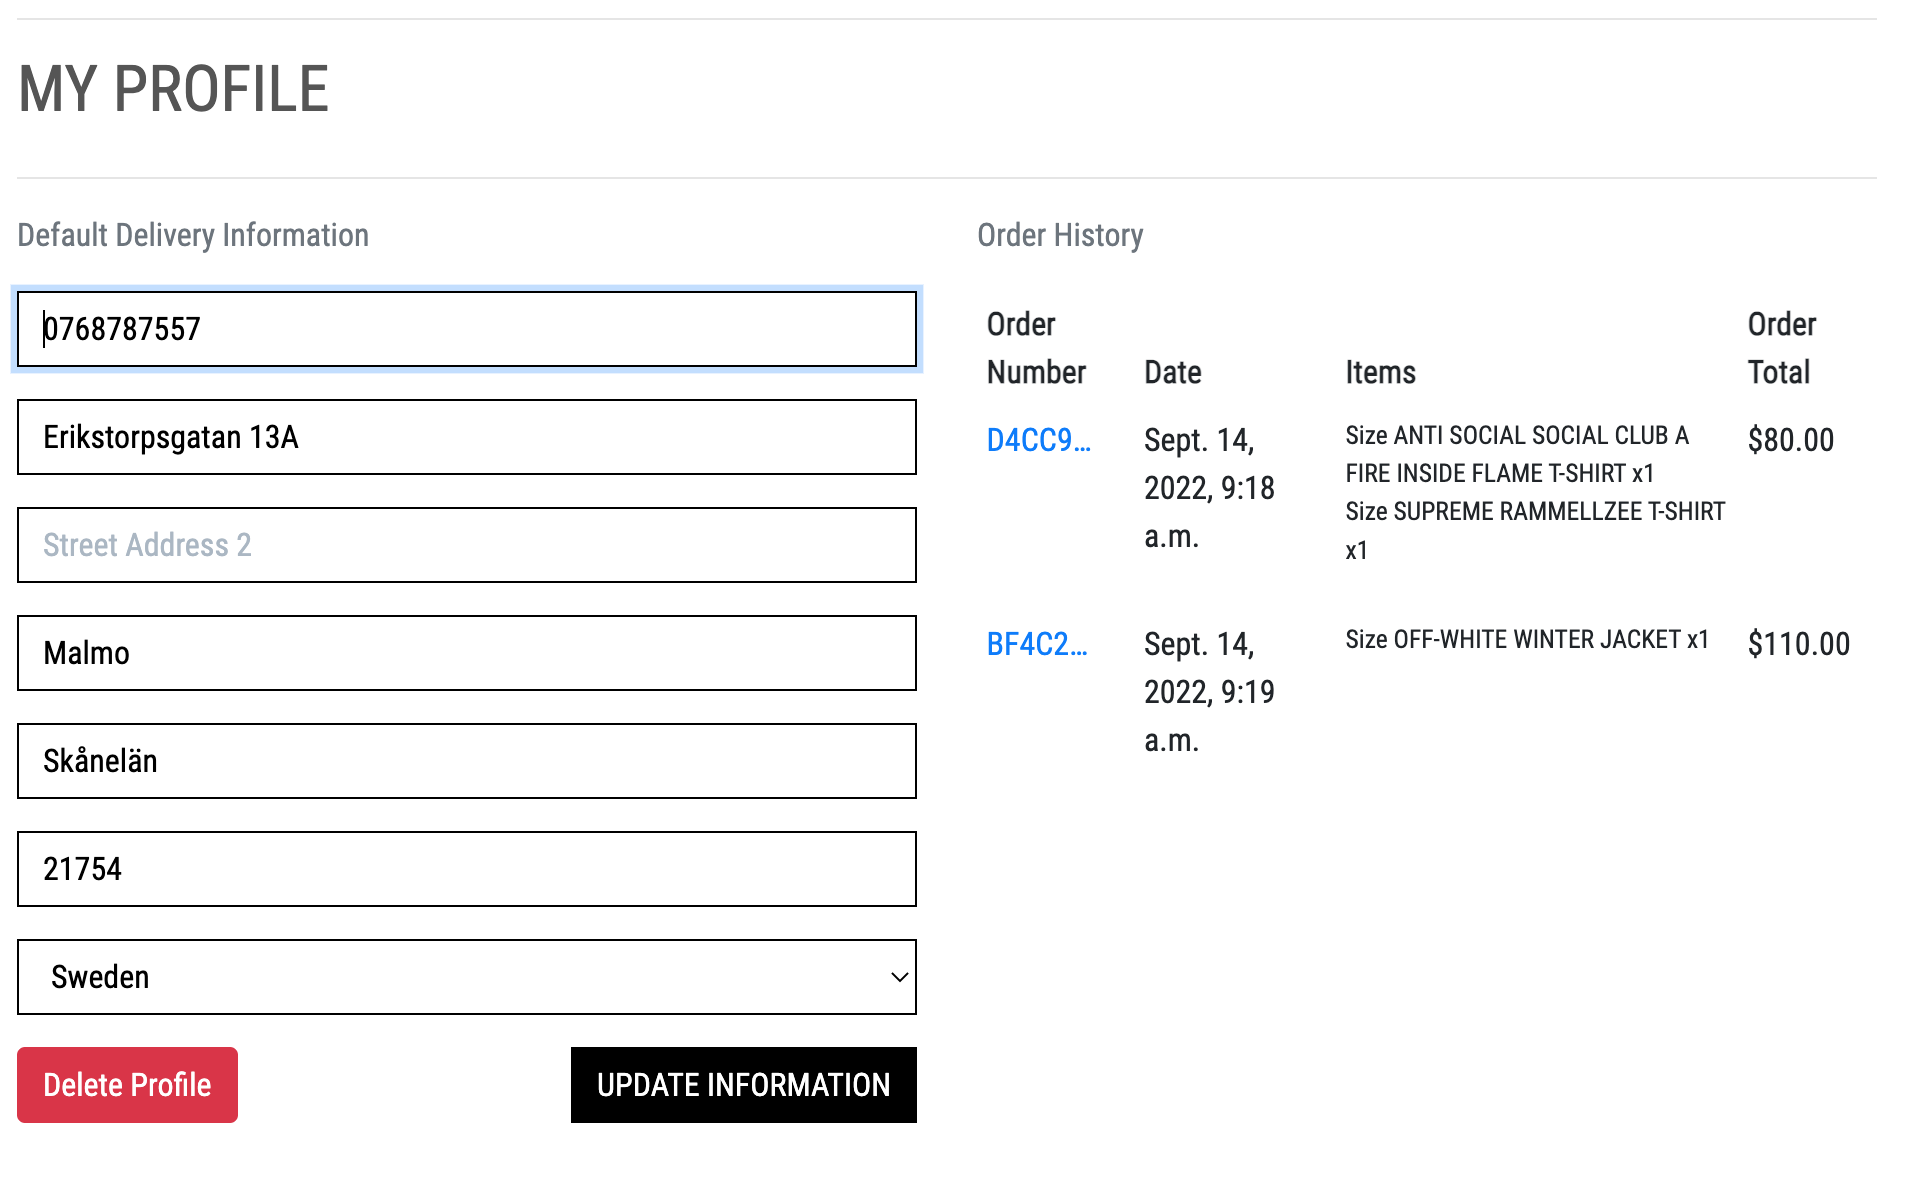 MY PROFILE
Default Delivery Information
0768787557
Erikstorpsgatan 13A
Street Address 2
Malmo
Skånelän
21754
Sweden
Delete Profile
UPDATE INFORMATION
Order History
Order
Number
Date
Items
Order
Total
D4CC9...
Sept. 14,
2022, 9:18
a.m.
Size ANTI SOCIAL SOCIAL CLUB A
FIRE INSIDE FLAME T-SHIRT x1
Size SUPREME RAMMELLZEE T-SHIRT
x1
$80.00
BF4C2...
Sept. 14,
2022, 9:19
a.m.
Size OFF-WHITE WINTER JACKET x1
$110.00